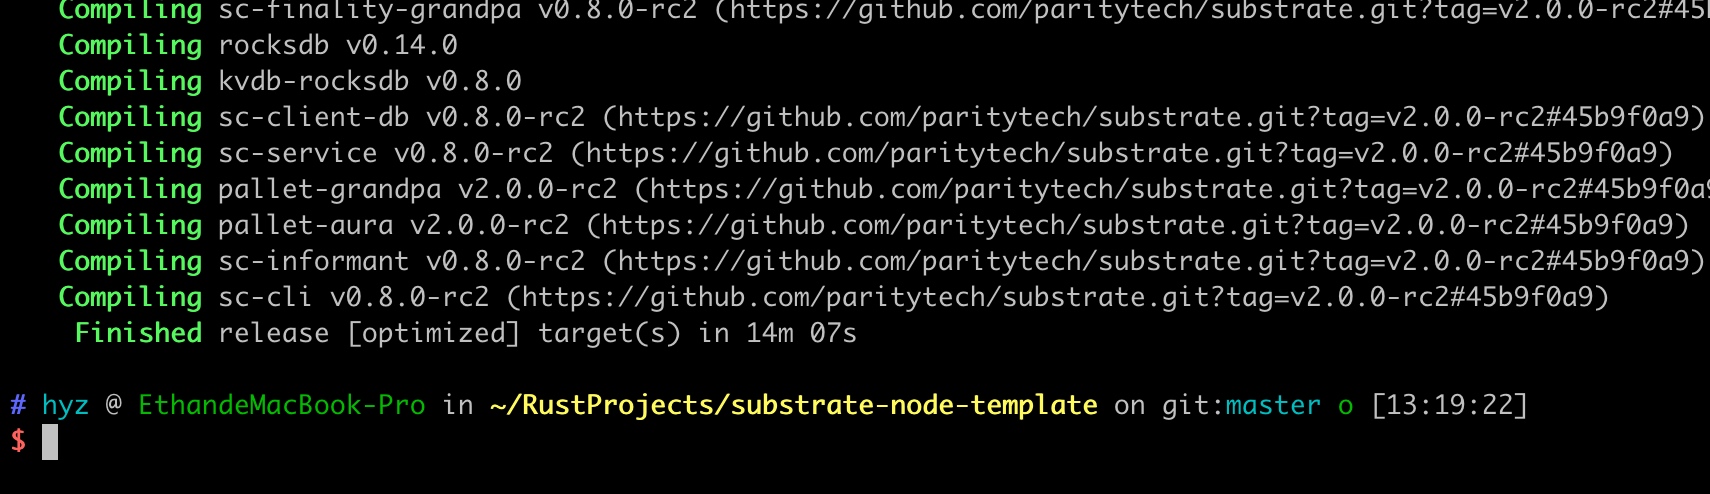 Compiling sc-finality-grandpa v0.8.0-rc2 (https://github.com/paritytech/substrate.git?tag=v2.0.0-rc2#45
Compiling rocksdb v0.14.0
Compiling kvdb-rocksdb v0.8.0
Compiling sc-client-db v0.8.0-rc2 (https://github.com/paritytech/substrate.git?tag=v2.0.0-rc2#45b9f0a9)
Compiling sc-service v0.8.0-rc2 (https://github.com/paritytech/substrate.git?tag=v2.0.0-rc2#45b9f0a9)
Compiling pallet-grandpa v2.0.0-rc2 (https://github.com/paritytech/substrate.git?tag=v2.0.0-rc2#45b9f0a9
Compiling pallet-aura v2.0.0-rc2 (https://github.com/paritytech/substrate.git?tag=v2.0.0-rc2#45b9f0a9)
Compiling sc-informant v0.8.0-rc2 (https://github.com/paritytech/substrate.git?tag=v2.0.0-rc2#45b9f0a9)
Compiling sc-cli v0.8.0-rc2 (https://github.com/paritytech/substrate.git?tag=v2.0.0-rc2#45b9f0a9)
Finished release [optimized] target(s) in 14m 07s
# hyz @ EthandeMacBook-Pro in ~/RustProjects/substrate-node-template on git:master o [13:19:22]
$